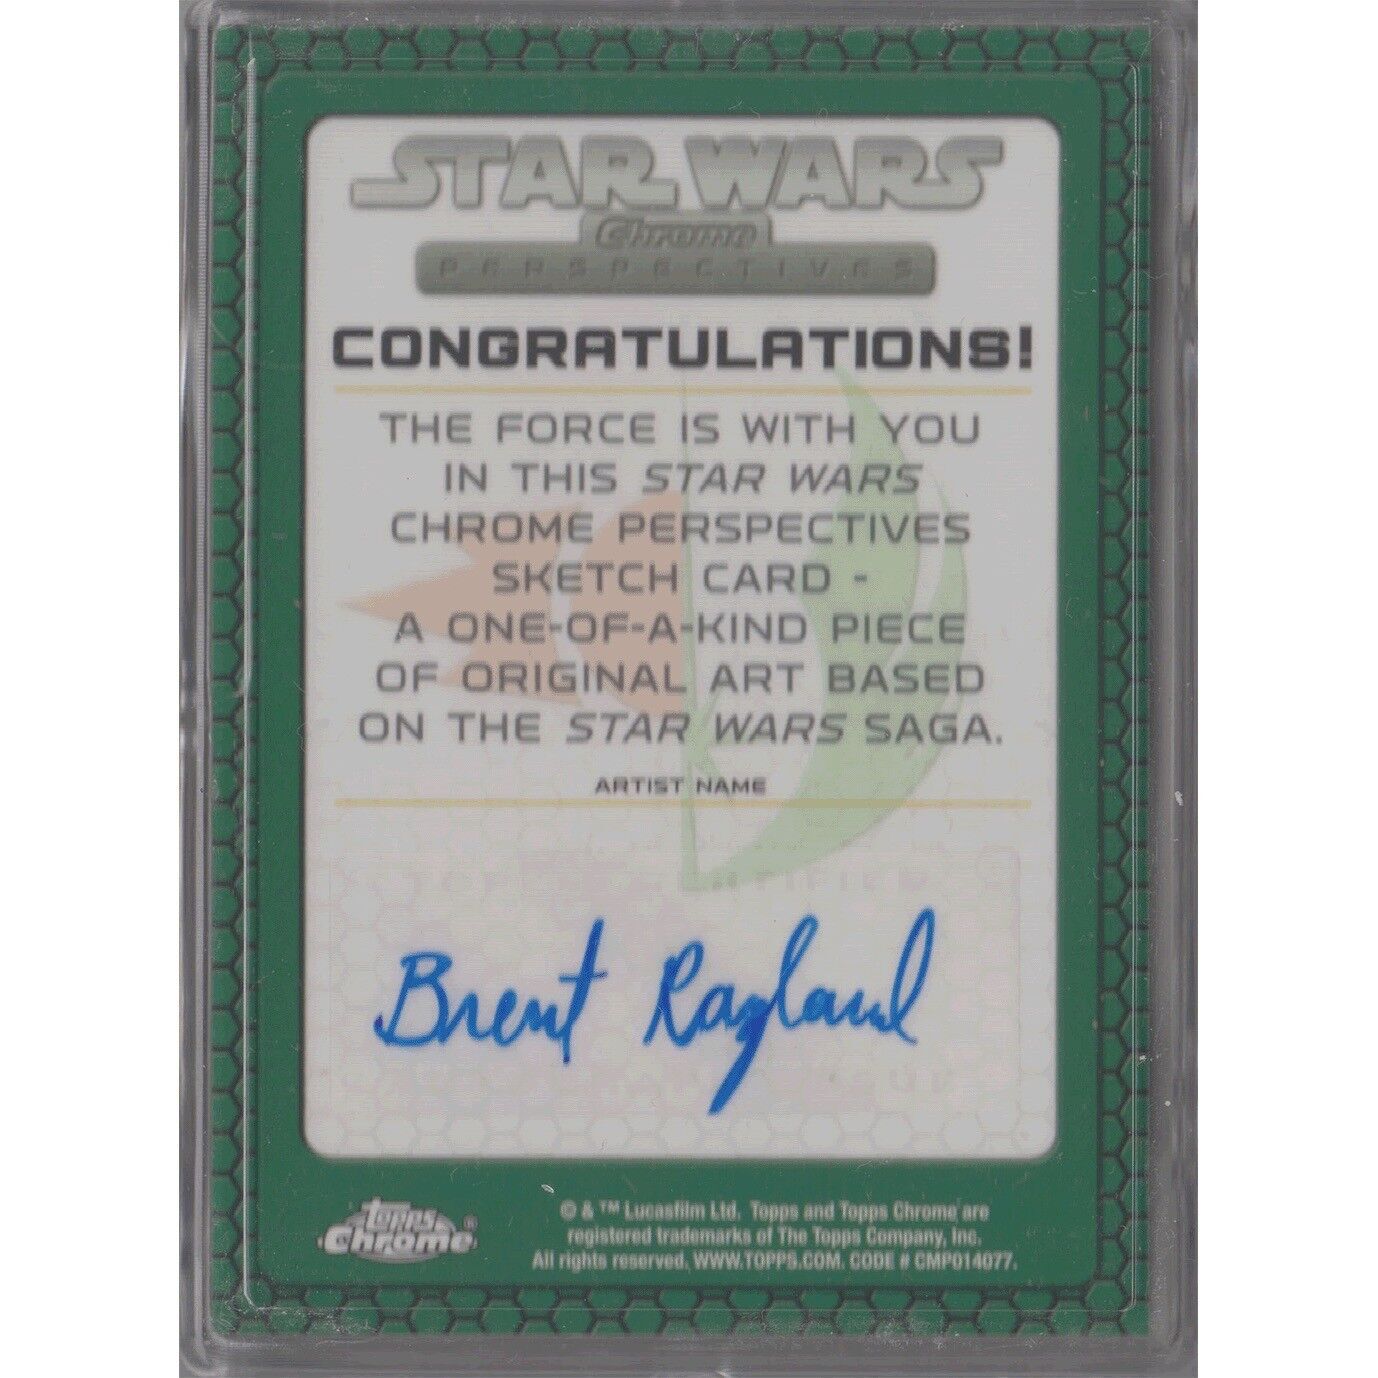 STAR WARS
Chrome
PERSPECTIVES
CONGRATULATIONS!
THE FORCE IS WITH YOU
IN THIS STAR WARS
CHROME PERSPECTIVES
SKETCH CARD -
A ONE-OF-A-KIND PIECE
OF ORIGINAL ART BASED
ON THE STAR WARS SAGA.
ARTIST NAME
Brent Ragland
Topps Chrome®
© & ™ Lucasfilm Ltd. Topps and Topps Chrome are
registered trademarks of The Topps Company, Inc.
All rights reserved. WWW.TOPPS.COM. CODE # CMP014077.